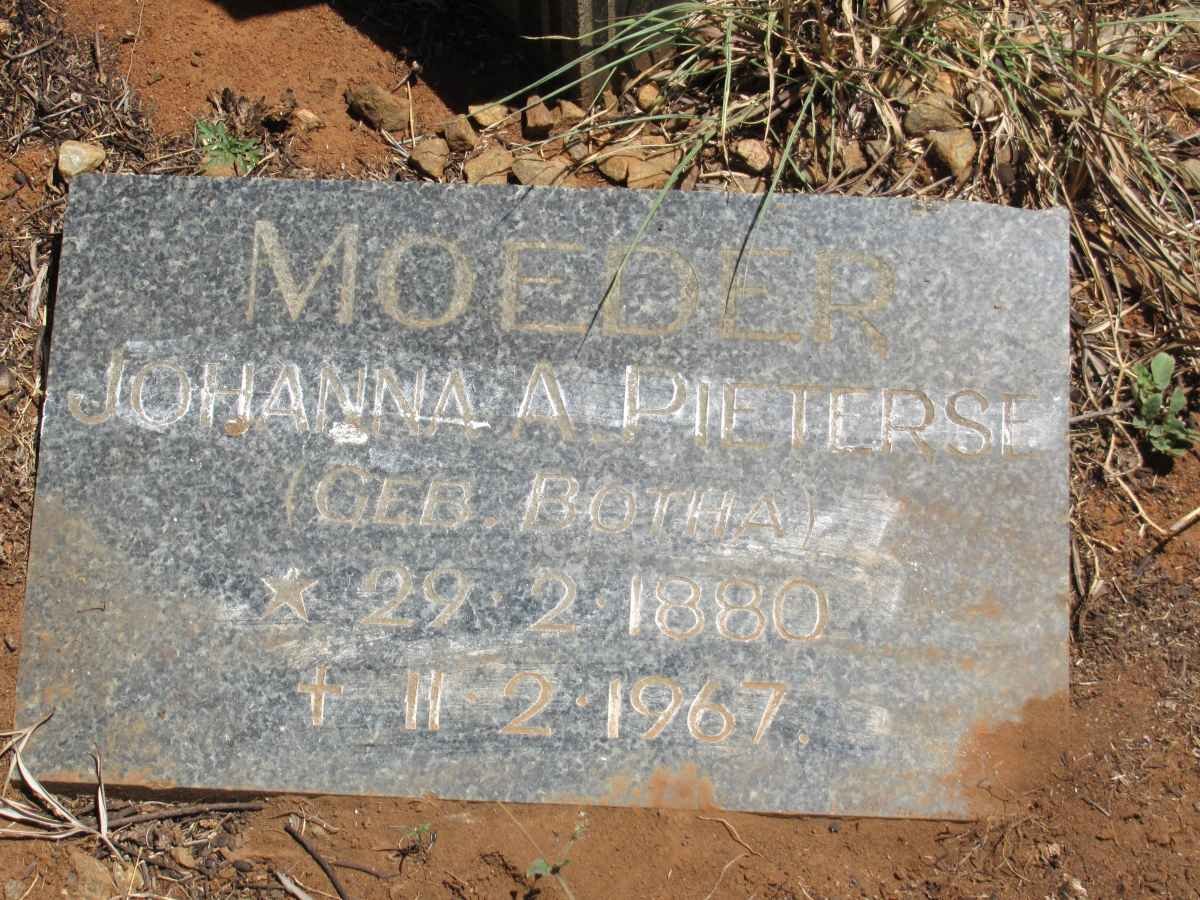 MOEDER
JOHANNA A. PIETERSE
(GEB. BOTHA)
★ 29·2·1880
✝ 11·2·1967.